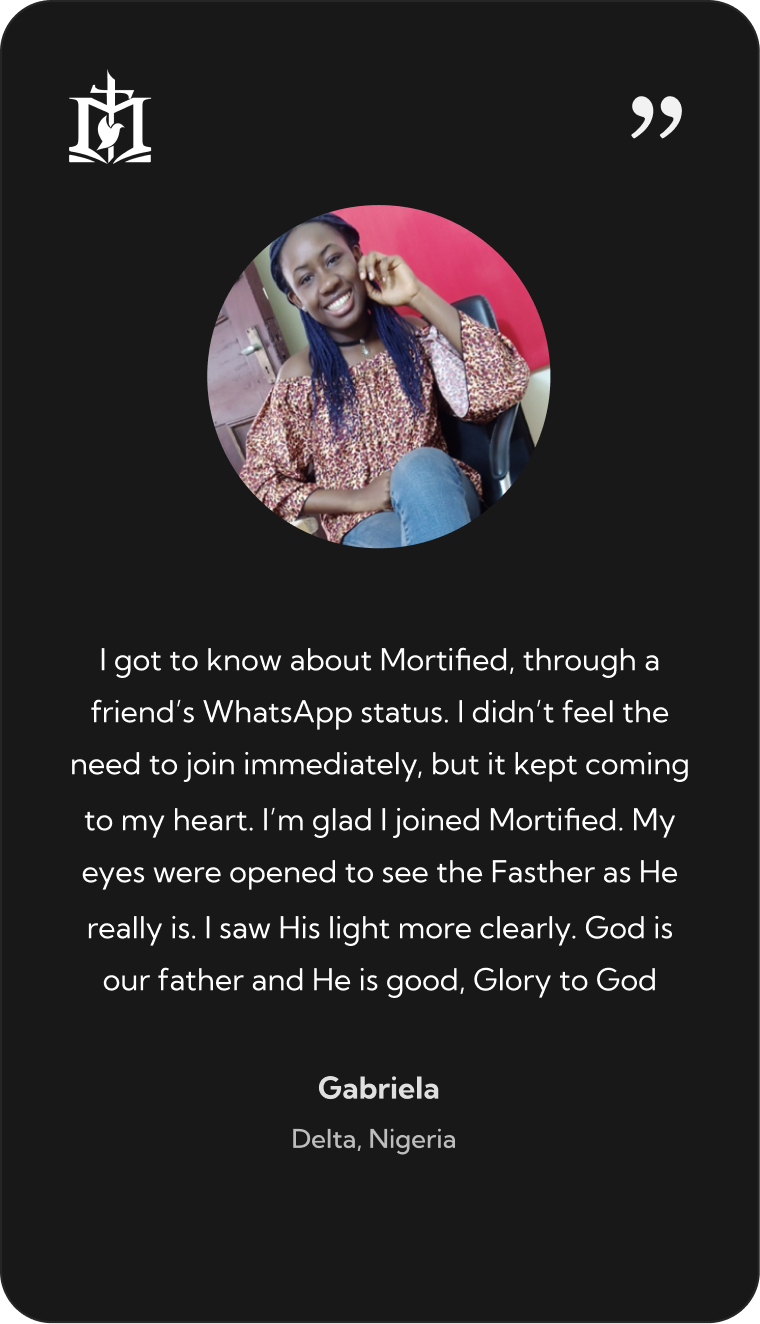 ”
I got to know about Mortified, through a
friend’s WhatsApp status. I didn’t feel the
need to join immediately, but it kept coming
to my heart. I’m glad I joined Mortified. My
eyes were opened to see the Fasther as He
really is. I saw His light more clearly. God is
our father and He is good, Glory to God
Gabriela
Delta, Nigeria